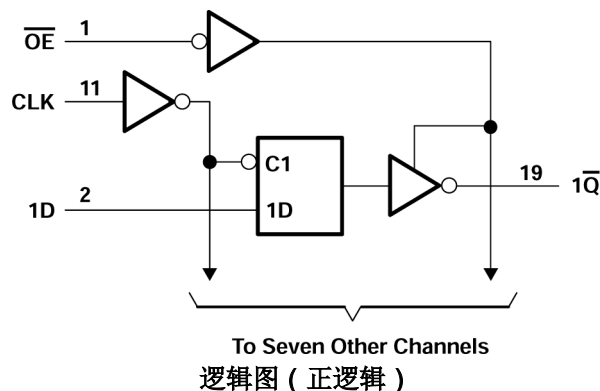 O̅E̅ 1
CLK 11
C1
19 1Q̅
1D 2
1D
To Seven Other Channels
逻辑图（正逻辑）